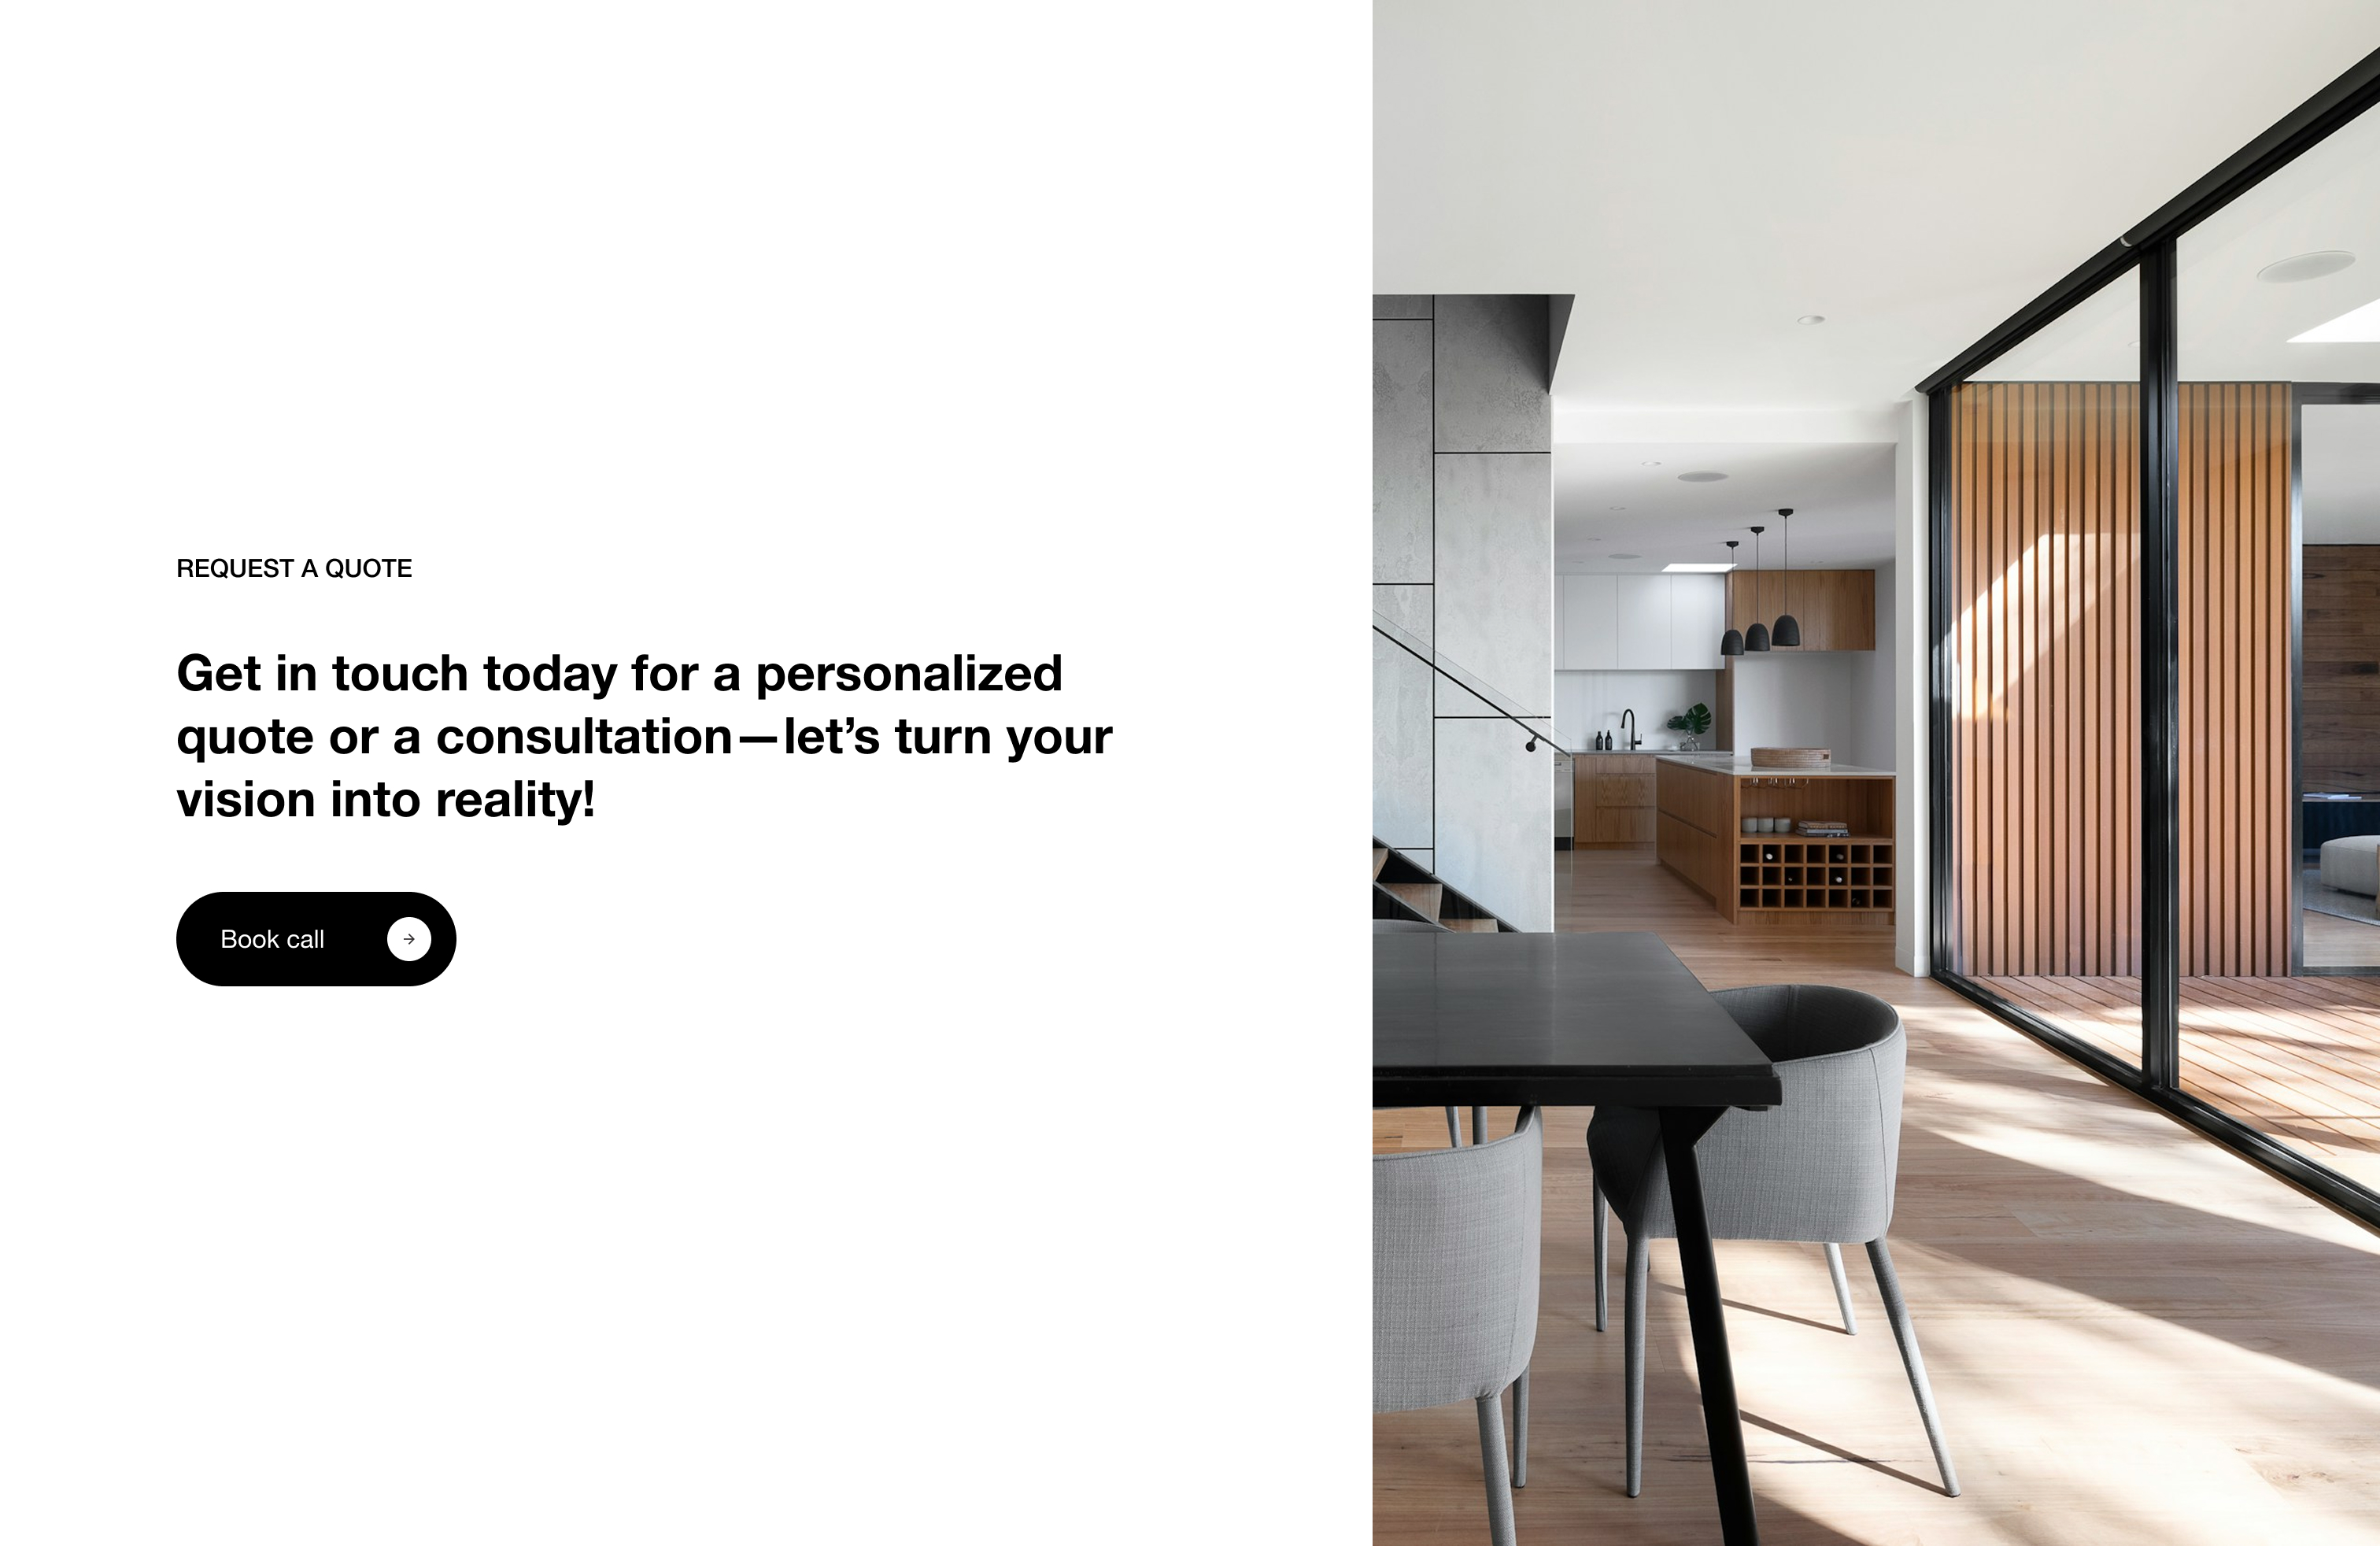 REQUEST A QUOTE
Get in touch today for a personalized
quote or a consultation—let’s turn your
vision into reality!
Book call